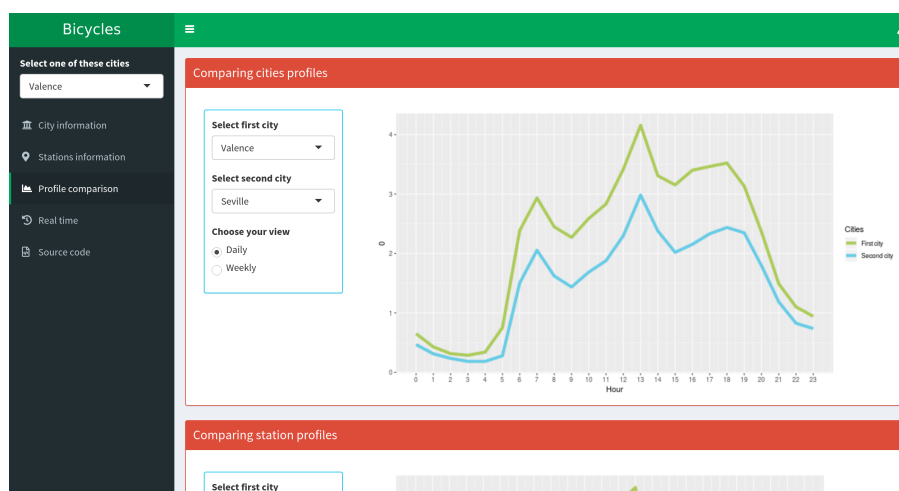 Bicycles
Select one of these cities
Valence
City information
Stations information
Profile comparison
Real time
Source code
Comparing cities profiles
Select first city
Valence
Select second city
Seville
Choose your view
Daily
Weekly
4
3
2
1
0
0
0 1 2 3 4 5 6 7 8 9 10 11 12 13 14 15 16 17 18 19 20 21 22 23
Hour
Cities
First city
Second city
Comparing station profiles
Select first city